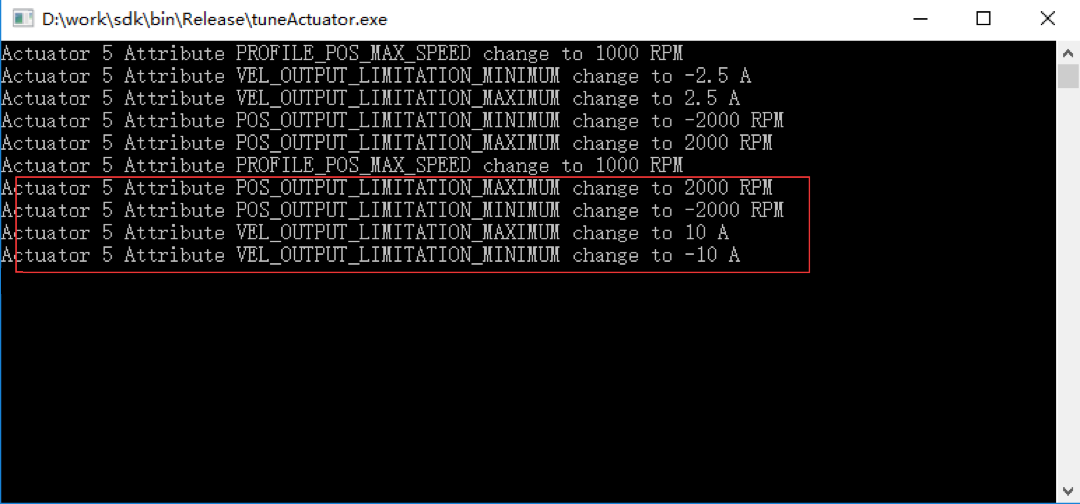 D:\work\sdk\bin\Release\tuneActuator.exe
Actuator 5 Attribute PROFILE_POS_MAX_SPEED change to 1000 RPM
Actuator 5 Attribute VEL_OUTPUT_LIMITATION_MINIMUM change to -2.5 A
Actuator 5 Attribute VEL_OUTPUT_LIMITATION_MAXIMUM change to 2.5 A
Actuator 5 Attribute POS_OUTPUT_LIMITATION_MINIMUM change to -2000 RPM
Actuator 5 Attribute POS_OUTPUT_LIMITATION_MAXIMUM change to 2000 RPM
Actuator 5 Attribute PROFILE_POS_MAX_SPEED change to 1000 RPM
Actuator 5 Attribute POS_OUTPUT_LIMITATION_MAXIMUM change to 2000 RPM
Actuator 5 Attribute POS_OUTPUT_LIMITATION_MINIMUM change to -2000 RPM
Actuator 5 Attribute VEL_OUTPUT_LIMITATION_MAXIMUM change to 10 A
Actuator 5 Attribute VEL_OUTPUT_LIMITATION_MINIMUM change to -10 A